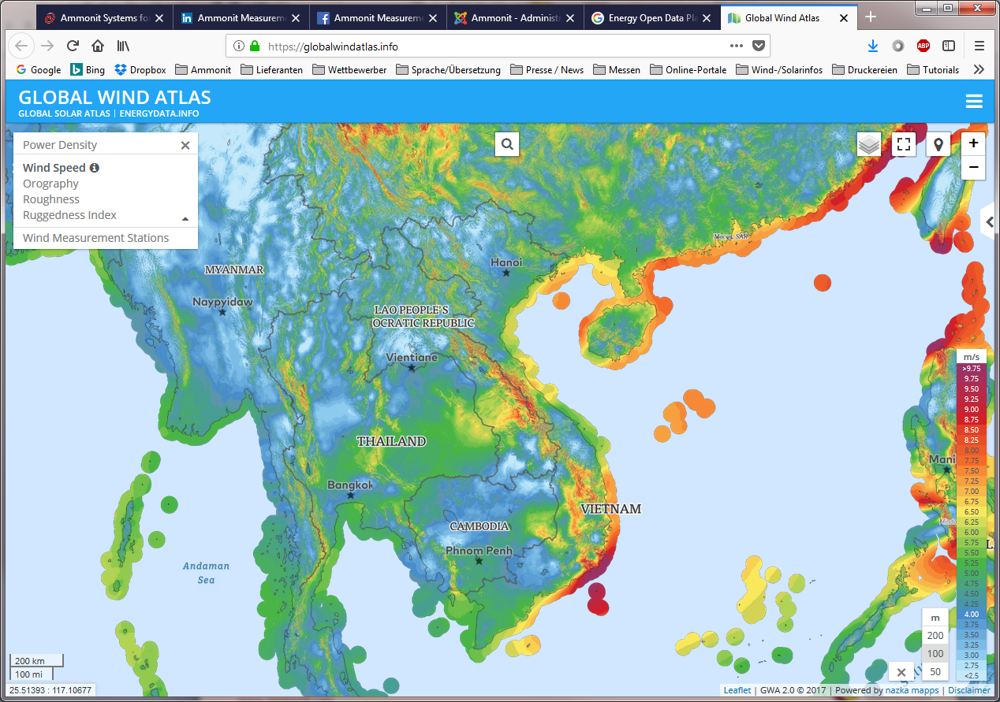 Ammonit Systems fo
Ammonit Measurem
Ammonit Measurem
Ammonit - Administ
Energy Open Data Pla
Global Wind Atlas
https://globalwindatlas.info
ABP
Google
Bing
Dropbox
Ammonit
Lieferanten
Wettbewerber
Sprache/Übersetzung
Presse / News
Messen
Online-Portale
Wind-/Solarinfos
Druckereien
Tutorials
GLOBAL WIND ATLAS
GLOBAL SOLAR ATLAS | ENERGYDATA.INFO
Power Density
Wind Speed
Orography
Roughness
Ruggedness Index
Wind Measurement Stations
+
−
Macau, SAR
Hanoi
MYANMAR
Naypyidaw
LAO PEOPLE'S
OCRATIC REPUBLIC
Vientiane
THAILAND
Bangkok
VIETNAM
CAMBODIA
Phnom Penh
Andaman
Sea
Mani
m/s
>9.75
9.75
9.50
9.25
9.00
8.75
8.50
8.25
8.00
7.75
7.50
7.25
7.00
6.75
6.50
6.25
6.00
5.75
5.50
5.25
5.00
4.75
4.50
4.25
4.00
3.75
3.50
3.25
3.00
2.75
<2.5
m
200
100
50
200 km
100 mi
25.51393 : 117.10677
Leaflet | GWA 2.0 © 2017 | Powered by nazka mapps | Disclaimer